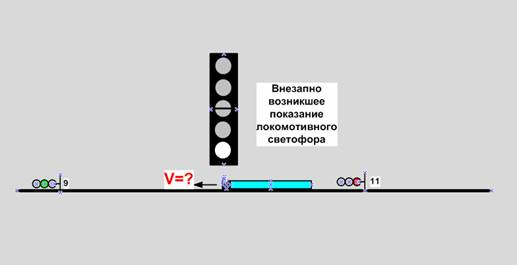 Внезапно
возникшее
показание
локомотивного
светофора
V=?
9
11